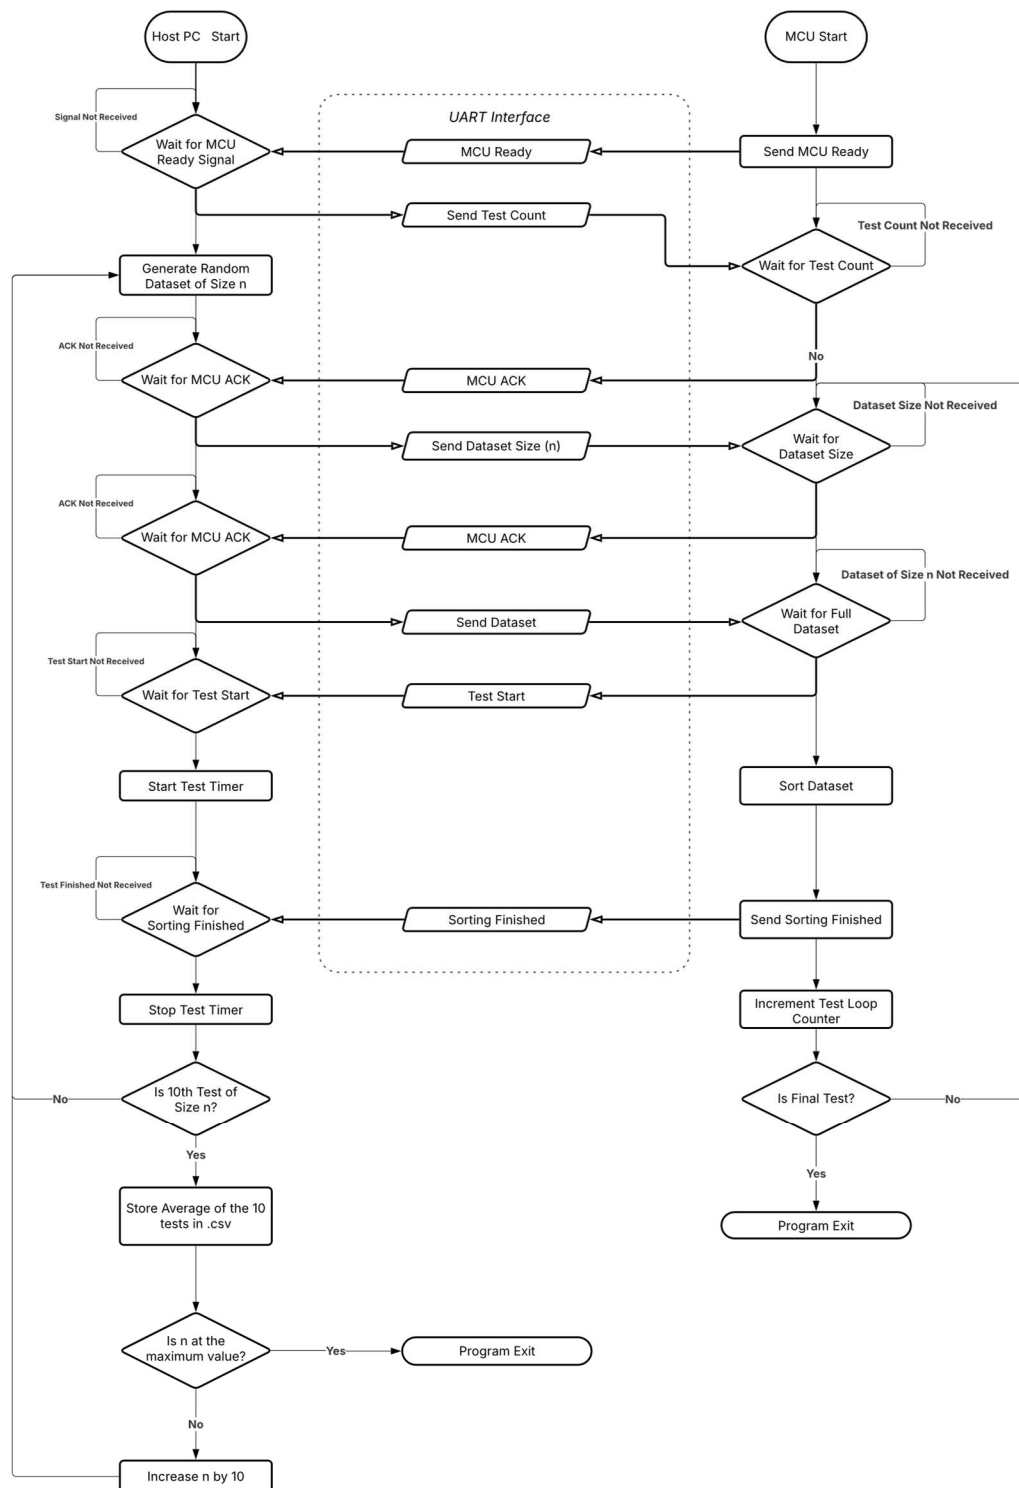 Host PC Start
MCU Start
Signal Not Received
UART Interface
Wait for MCU
Ready Signal
MCU Ready
Send MCU Ready
Send Test Count
Test Count Not Received
Wait for Test Count
Generate Random
Dataset of Size n
ACK Not Received
No
Wait for MCU ACK
MCU ACK
Dataset Size Not Received
Send Dataset Size (n)
Wait for
Dataset Size
ACK Not Received
Wait for MCU ACK
MCU ACK
Dataset of Size n Not Received
Send Dataset
Wait for Full
Dataset
Test Start Not Received
Wait for Test Start
Test Start
Start Test Timer
Sort Dataset
Test Finished Not Received
Wait for
Sorting Finished
Sorting Finished
Send Sorting Finished
Stop Test Timer
Increment Test Loop
Counter
No
Is 10th Test of
Size n?
Is Final Test?
No
Yes
Yes
Store Average of the 10
tests in .csv
Program Exit
Is n at the
maximum value?
Yes
Program Exit
No
Increase n by 10